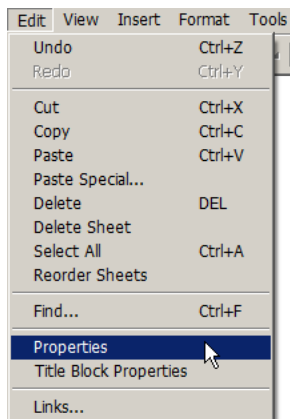 Edit View Insert Format Tools
Undo Ctrl+Z
Redo Ctrl+Y
Cut Ctrl+X
Copy Ctrl+C
Paste Ctrl+V
Paste Special...
Delete DEL
Delete Sheet
Select All Ctrl+A
Reorder Sheets
Find... Ctrl+F
Properties
Title Block Properties
Links...